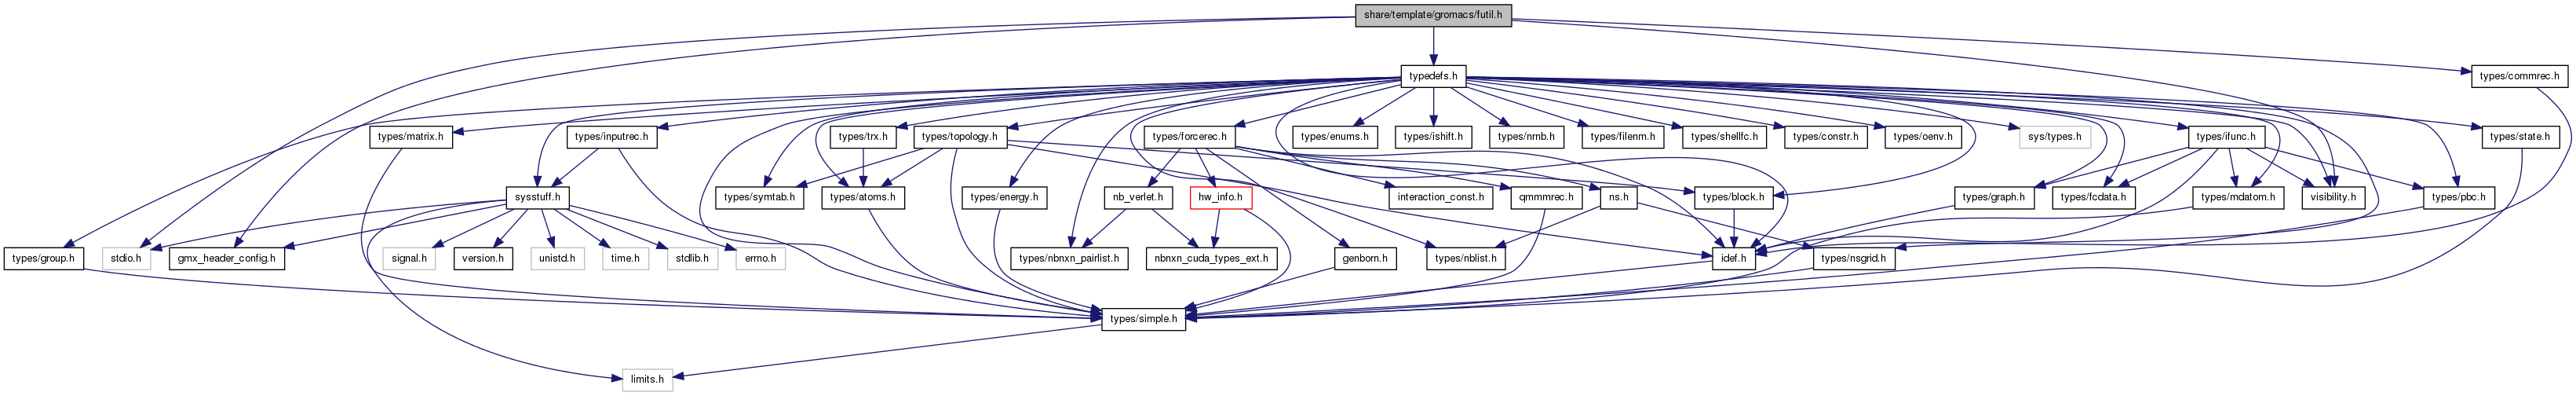 share/template/gromacs/futil.h
typedefs.h
types/commrec.h
types/matrix.h
types/inputrec.h
types/trx.h
types/topology.h
types/forcerec.h
types/enums.h
types/ishift.h
types/nrnb.h
types/filenm.h
types/shellfc.h
types/constr.h
types/oenv.h
sys/types.h
types/ifunc.h
types/state.h
sysstuff.h
types/symtab.h
types/atoms.h
types/energy.h
nb_verlet.h
hw_info.h
interaction_const.h
qmmmrec.h
ns.h
types/block.h
types/graph.h
types/fcdata.h
types/mdatom.h
visibility.h
types/pbc.h
types/group.h
stdio.h
gmx_header_config.h
signal.h
version.h
unistd.h
time.h
stdlib.h
errno.h
types/nbnxn_pairlist.h
nbnxn_cuda_types_ext.h
genborn.h
types/nblist.h
idef.h
types/nsgrid.h
types/simple.h
limits.h